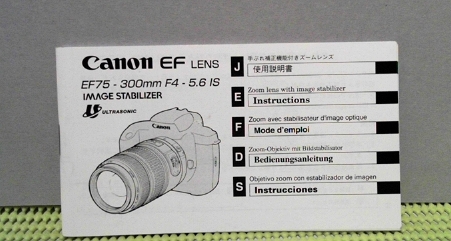 Canon EF LENS
EF75 - 300mm F4 - 5.6 IS
IMAGE STABILIZER
ULTRASONIC
Canon
J
手ぶれ補正機能付きズームレンズ
使用説明書
E
Zoom lens with image stabilizer
Instructions
F
Zoom avec stabilisateur d'image optique
Mode d'emploi
D
Zoom-Objektiv mit Bildstabilisator
Bedienungsanleitung
S
Objetivo zoom con estabilizador de imagen
Instrucciones